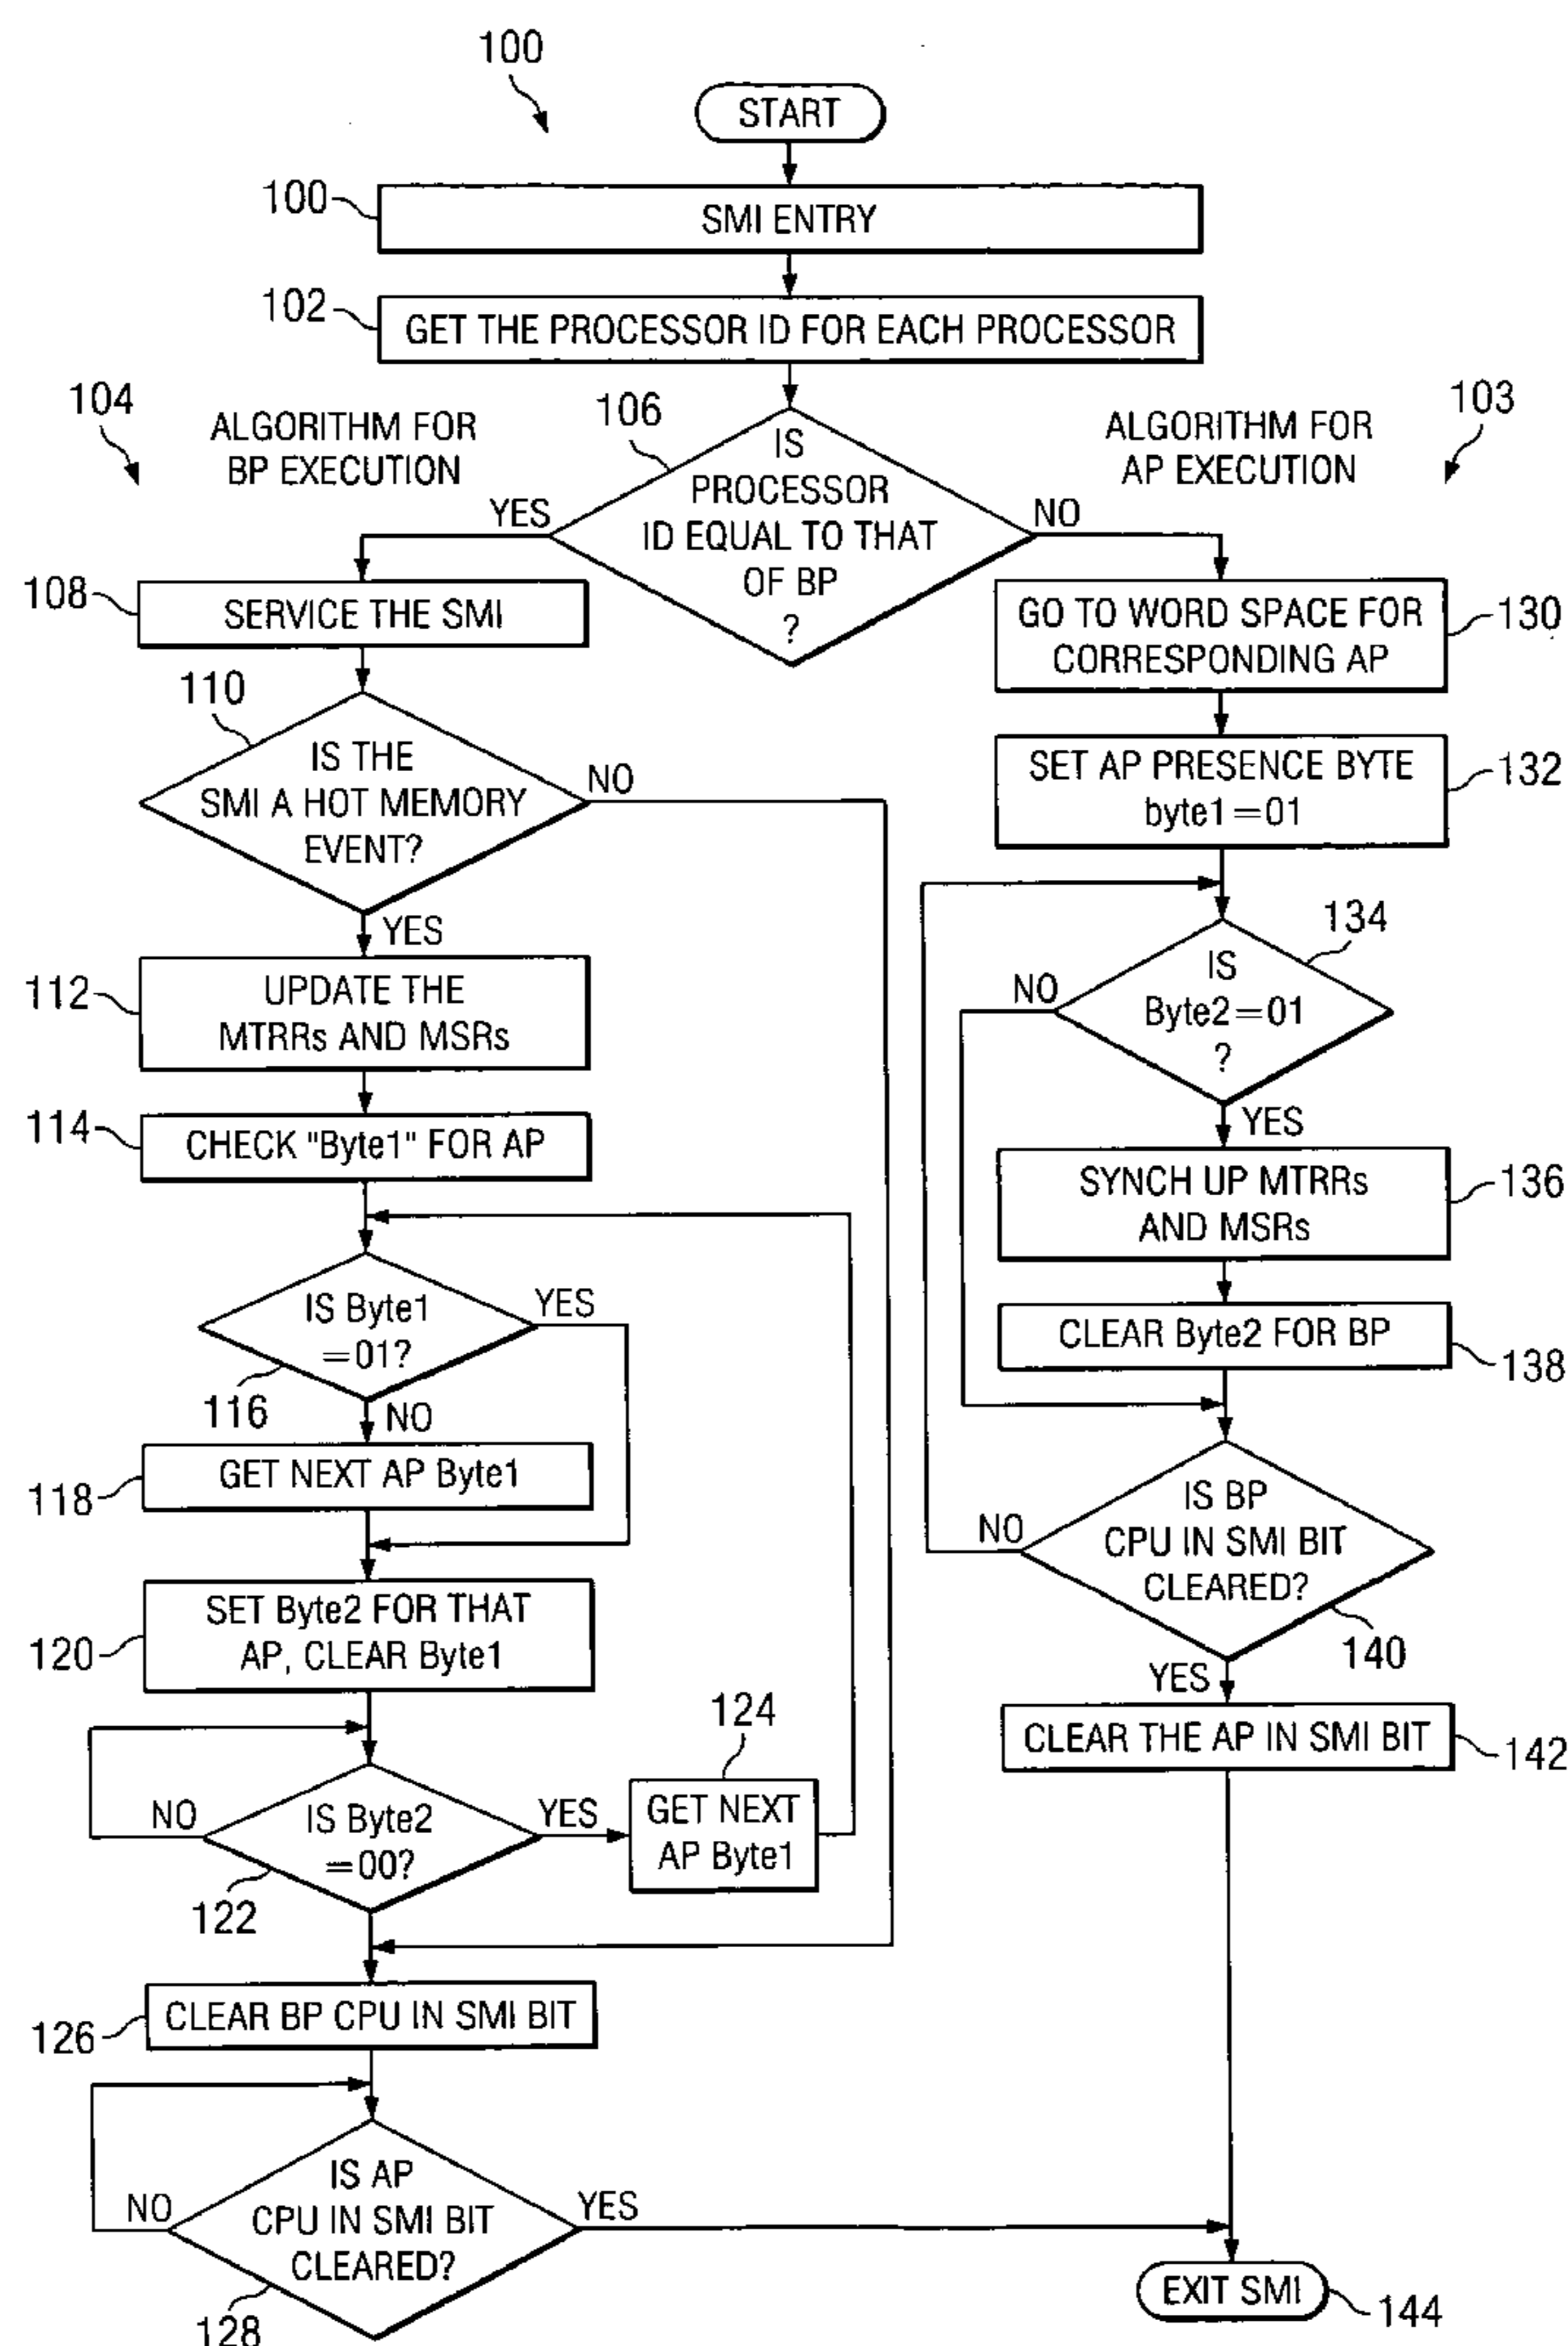 100
START
100
SMI ENTRY
102
GET THE PROCESSOR ID FOR EACH PROCESSOR
104
ALGORITHM FOR
BP EXECUTION
106
IS
PROCESSOR
ID EQUAL TO THAT
OF BP
?
YES
NO
ALGORITHM FOR
AP EXECUTION
103
108
SERVICE THE SMI
110
IS THE
SMI A HOT MEMORY
EVENT?
NO
YES
112
UPDATE THE
MTRRs AND MSRs
114
CHECK "Byte1" FOR AP
IS Byte1
=01?
YES
116
NO
118
GET NEXT AP Byte1
120
SET Byte2 FOR THAT
AP, CLEAR Byte1
NO
IS Byte2
=00?
YES
122
124
GET NEXT
AP Byte1
126
CLEAR BP CPU IN SMI BIT
NO
IS AP
CPU IN SMI BIT
CLEARED?
YES
128
GO TO WORD SPACE FOR
CORRESPONDING AP
130
SET AP PRESENCE BYTE
byte1=01
132
134
NO
IS
Byte2=01
?
YES
SYNCH UP MTRRs
AND MSRs
136
CLEAR Byte2 FOR BP
138
NO
IS BP
CPU IN SMI BIT
CLEARED?
140
YES
CLEAR THE AP IN SMI BIT
142
EXIT SMI
144